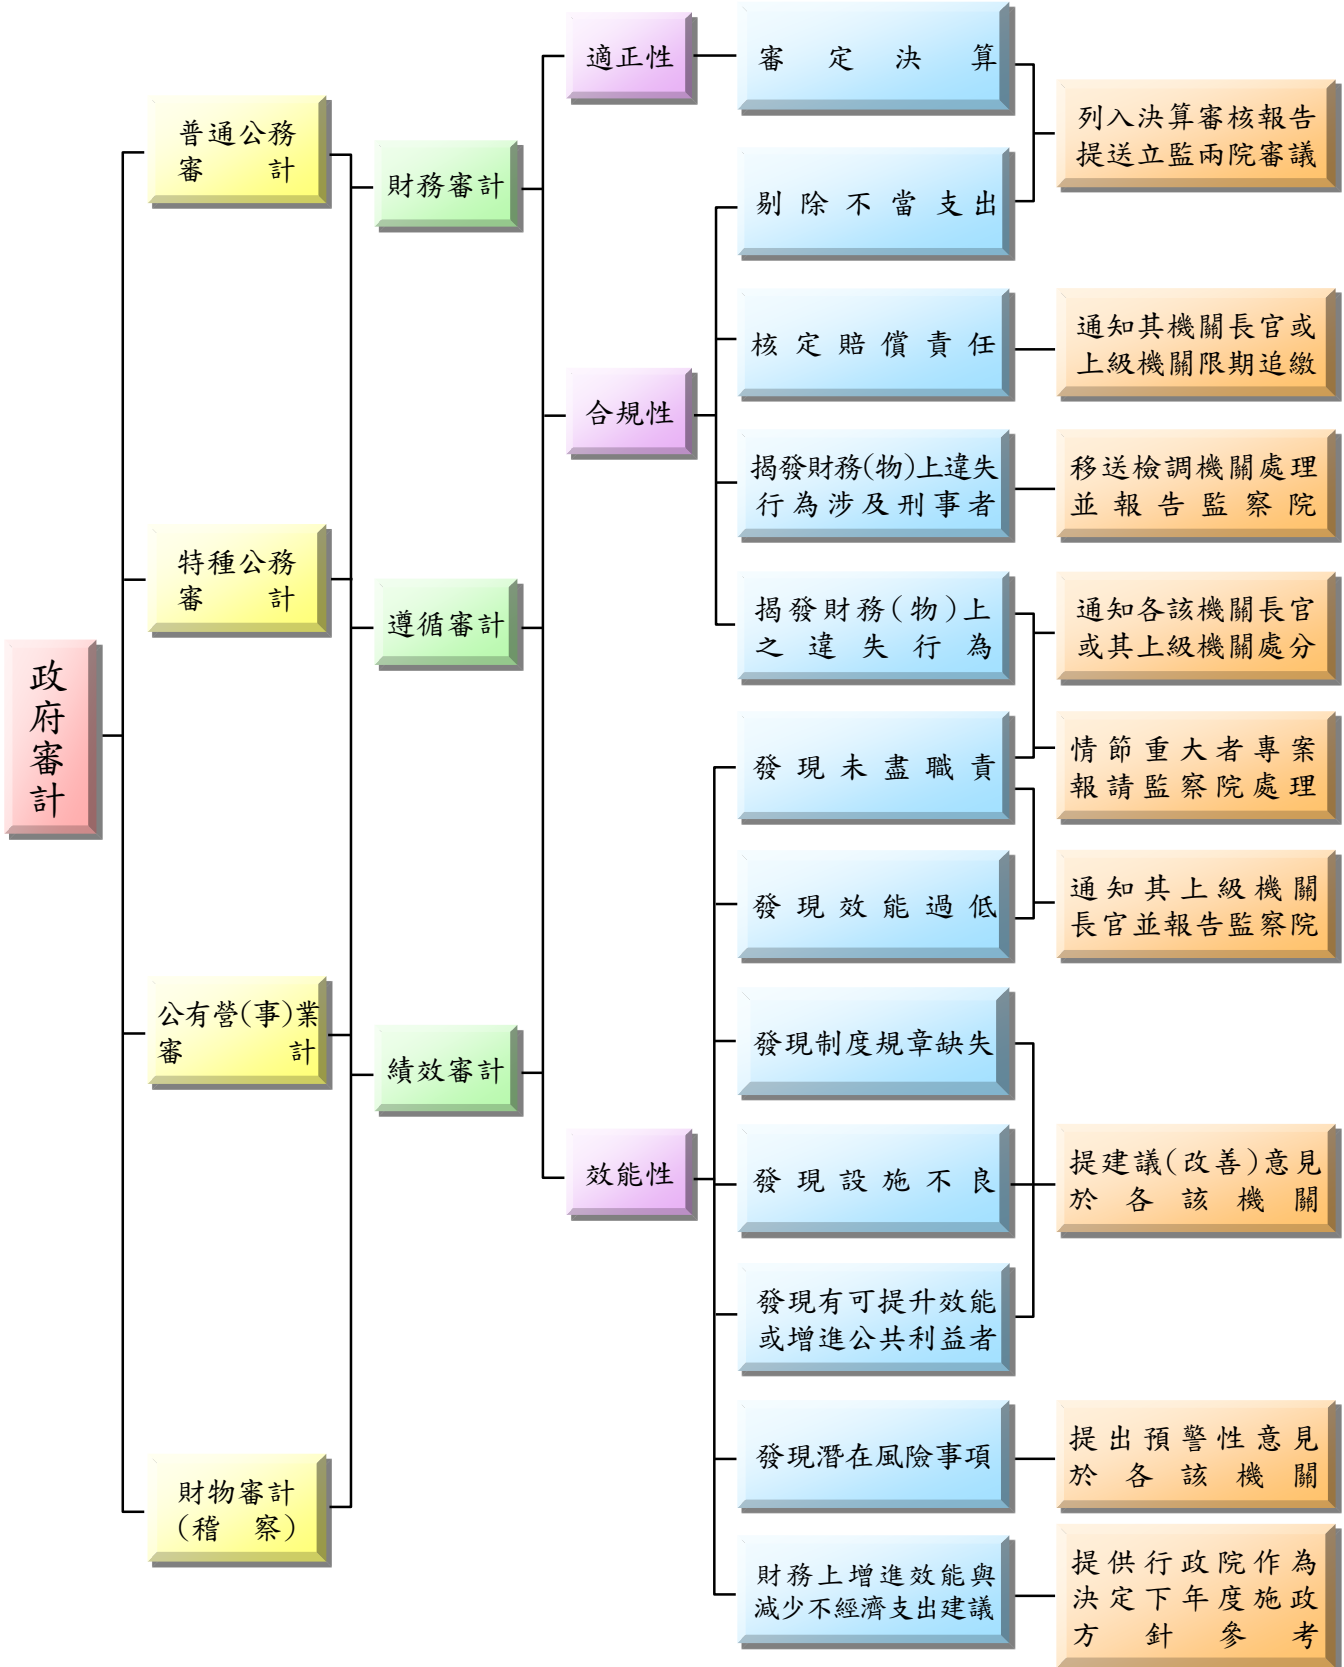 政府審計
普通公務
審計
特種公務
審計
公有營(事)業
審計
財物審計
(稽察)
財務審計
遵循審計
績效審計
適正性
合規性
效能性
審定決算
剔除不當支出
核定賠償責任
揭發財務(物)上違失
行為涉及刑事者
揭發財務(物)上
之違失行為
發現未盡職責
發現效能過低
發現制度規章缺失
發現設施不良
發現有可提升效能
或增進公共利益者
發現潛在風險事項
財務上增進效能與
減少不經濟支出建議
列入決算審核報告
提送立監兩院審議
通知其機關長官或
上級機關限期追繳
移送檢調機關處理
並報告監察院
通知各該機關長官
或其上級機關處分
情節重大者專案
報請監察院處理
通知其上級機關
長官並報告監察院
提建議(改善)意見
於各該機關
提出預警性意見
於各該機關
提供行政院作為
決定下年度施政
方針參考